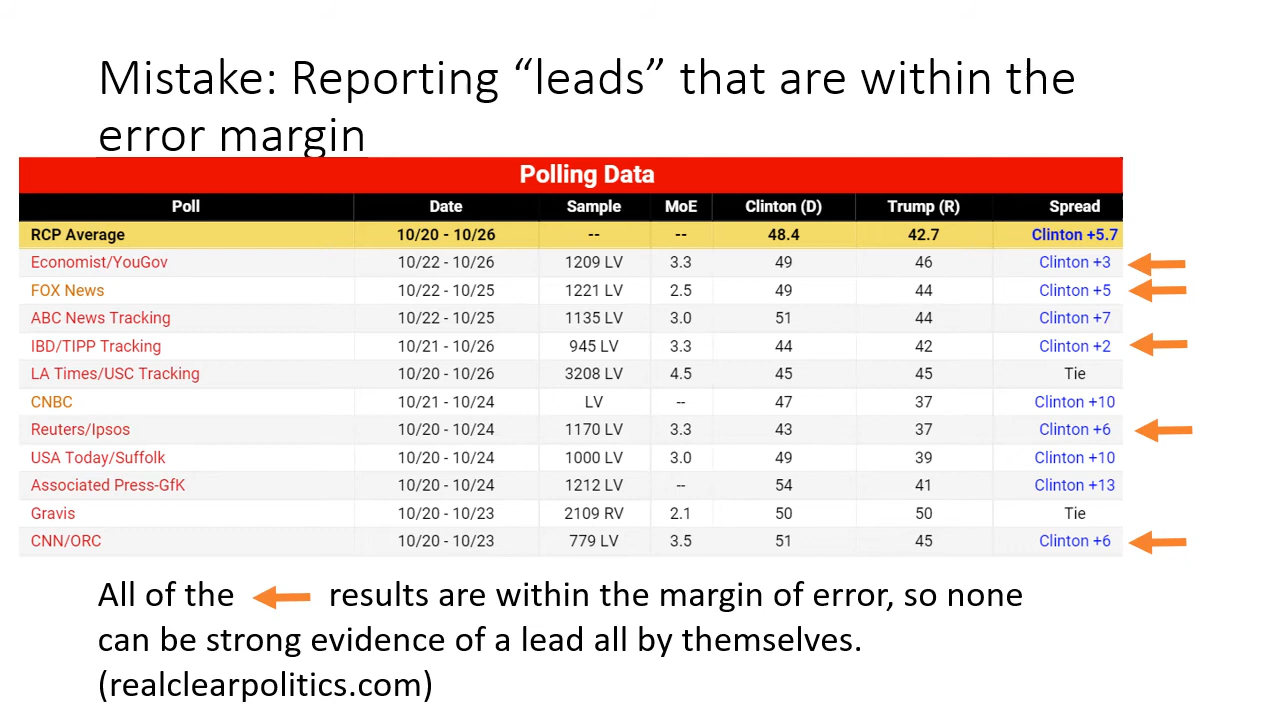 Mistake: Reporting “leads” that are within the
error margin
Polling Data
Poll Date Sample MoE Clinton (D) Trump (R) Spread
RCP Average 10/20 - 10/26 -- -- 48.4 42.7 Clinton +5.7
Economist/YouGov 10/22 - 10/26 1209 LV 3.3 49 46 Clinton +3
FOX News 10/22 - 10/25 1221 LV 2.5 49 44 Clinton +5
ABC News Tracking 10/22 - 10/25 1135 LV 3.0 51 44 Clinton +7
IBD/TIPP Tracking 10/21 - 10/26 945 LV 3.3 44 42 Clinton +2
LA Times/USC Tracking 10/20 - 10/26 3208 LV 4.5 45 45 Tie
CNBC 10/21 - 10/24 LV -- 47 37 Clinton +10
Reuters/Ipsos 10/20 - 10/24 1170 LV 3.3 43 37 Clinton +6
USA Today/Suffolk 10/20 - 10/24 1000 LV 3.0 49 39 Clinton +10
Associated Press-GfK 10/20 - 10/24 1212 LV -- 54 41 Clinton +13
Gravis 10/20 - 10/23 2109 RV 2.1 50 50 Tie
CNN/ORC 10/20 - 10/23 779 LV 3.5 51 45 Clinton +6
All of the results are within the margin of error, so none
can be strong evidence of a lead all by themselves.
(realclearpolitics.com)